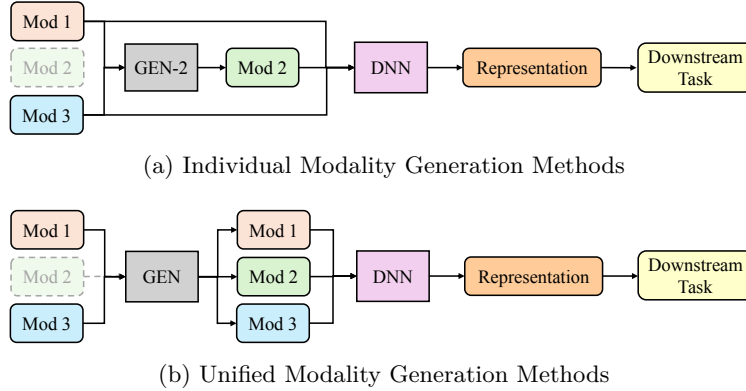 Mod 1
Mod 2
Mod 3
GEN-2
Mod 2
DNN
Representation
Downstream
Task
(a) Individual Modality Generation Methods
Mod 1
Mod 2
Mod 3
GEN
Mod 1
Mod 2
Mod 3
DNN
Representation
Downstream
Task
(b) Unified Modality Generation Methods